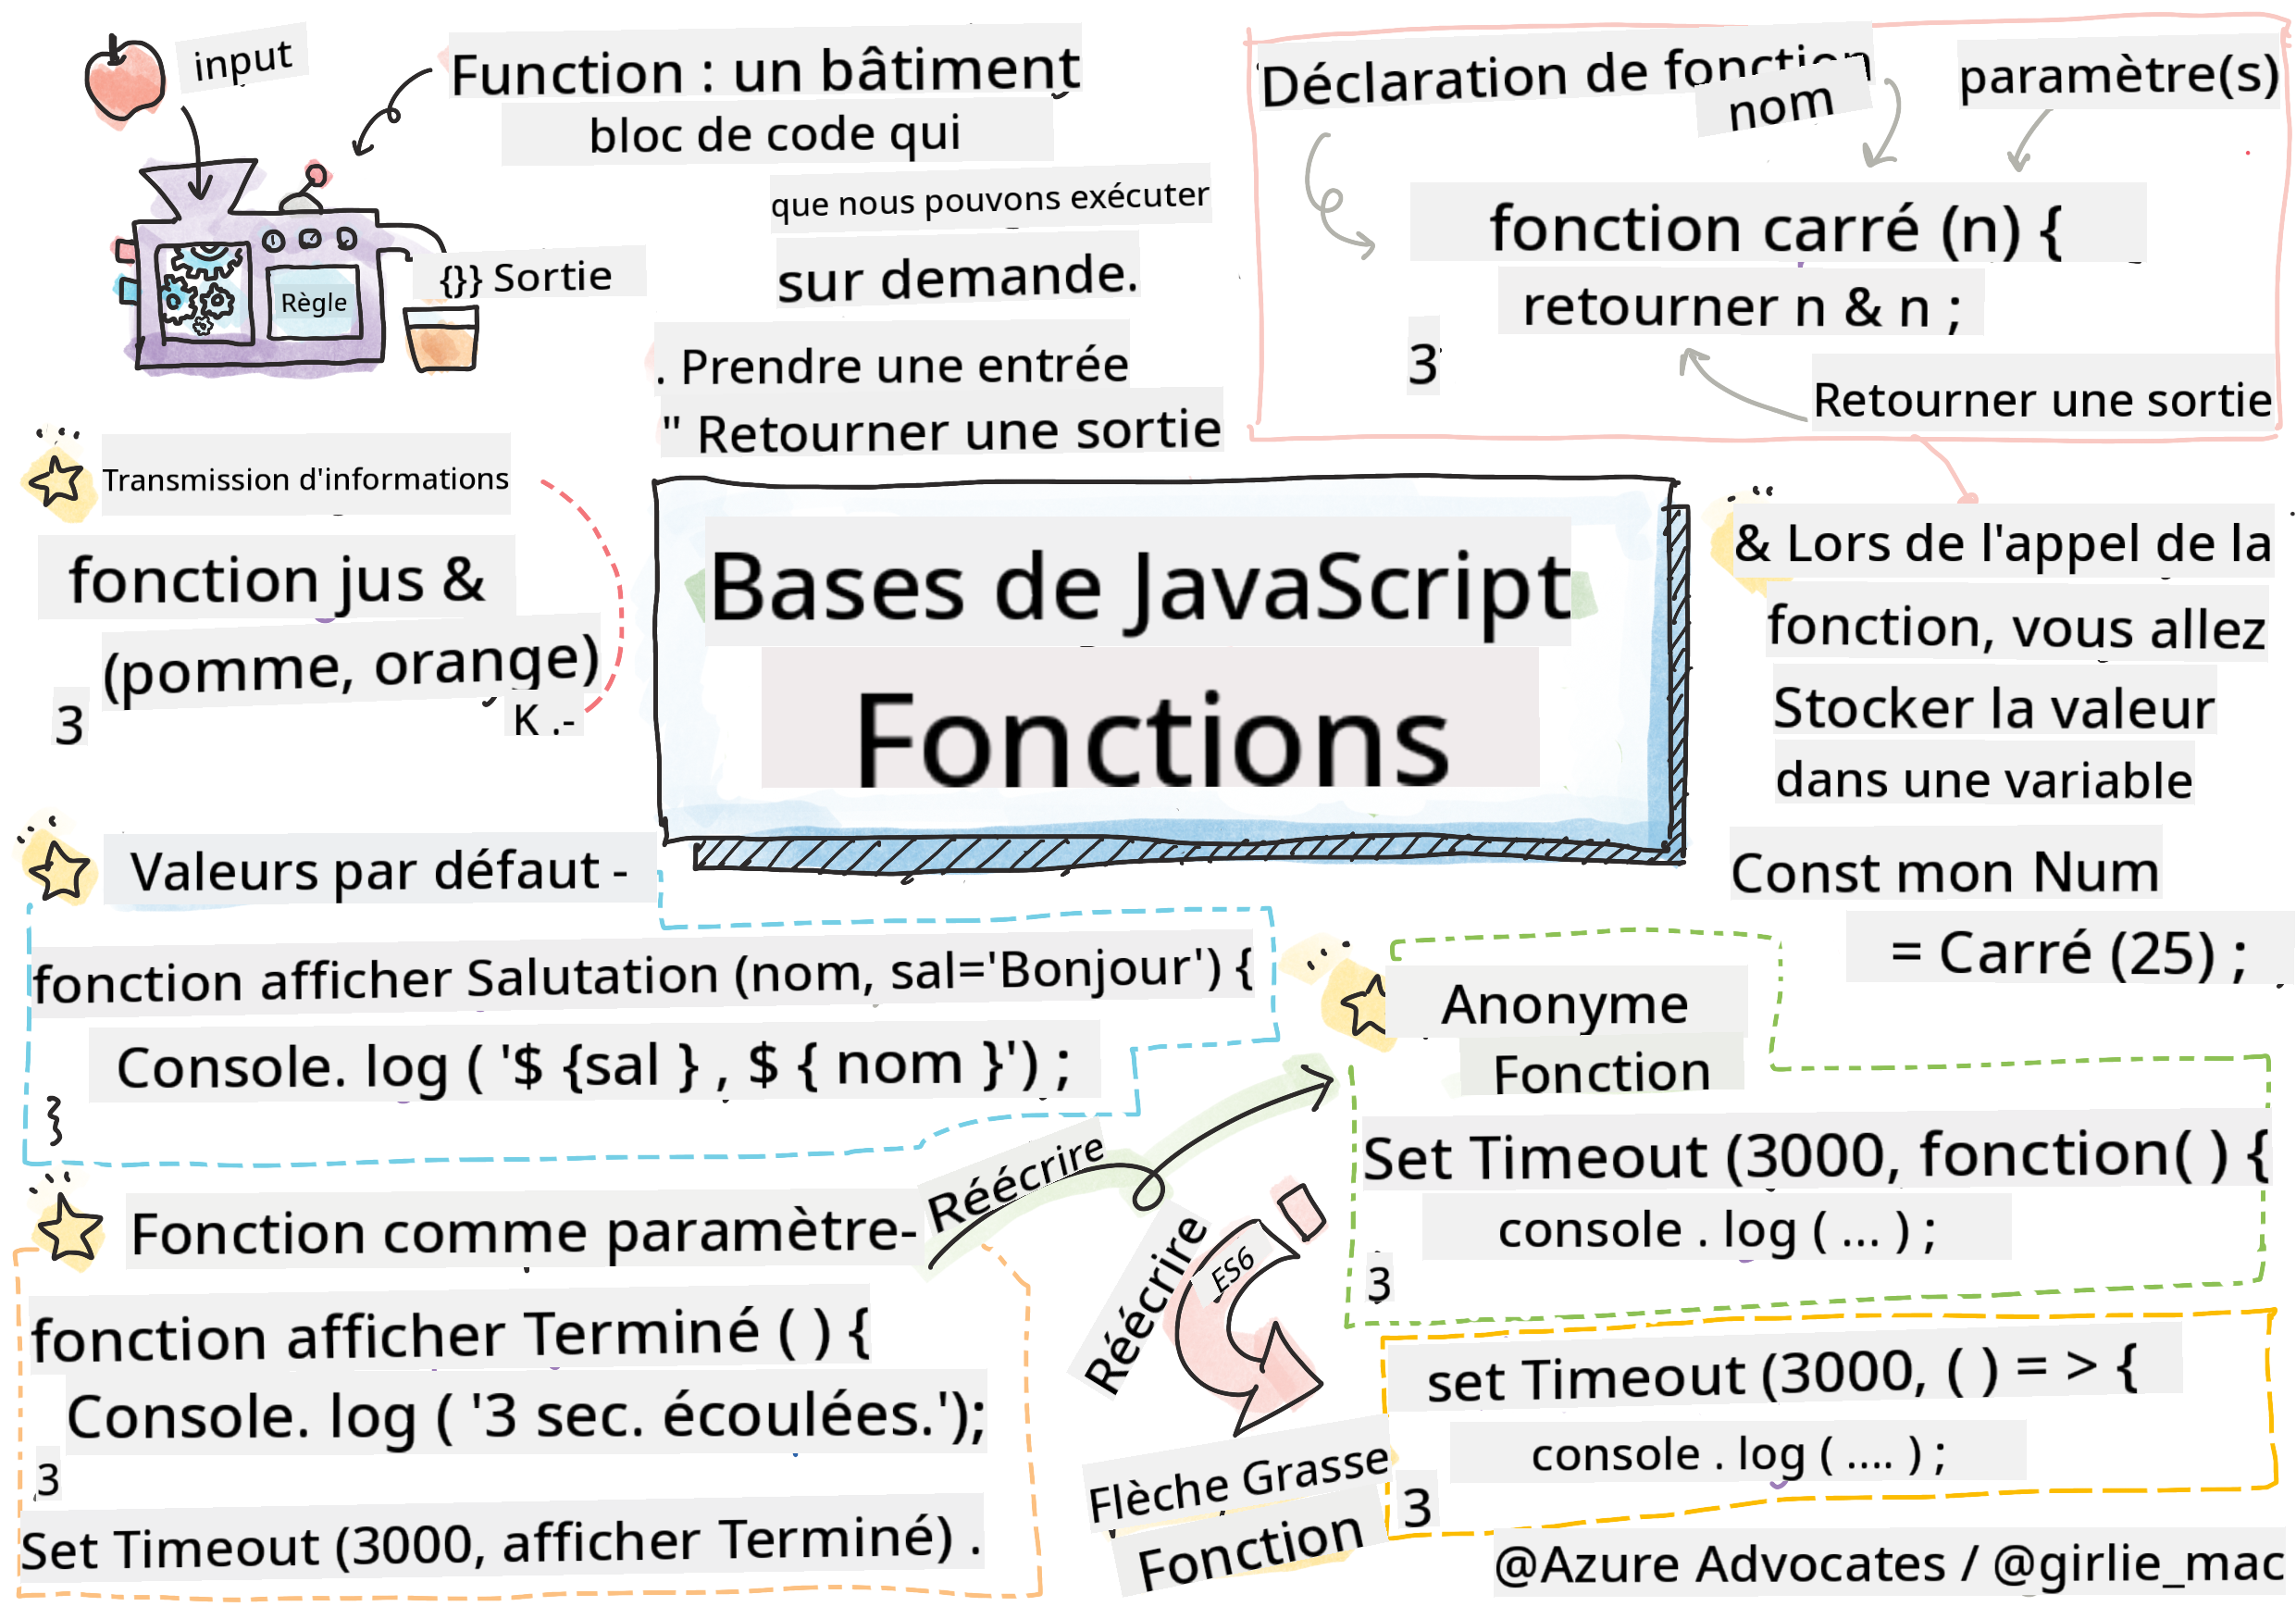 input
Function : un bâtiment
bloc de code qui
que nous pouvons exécuter
sur demande.
{}} Sortie
Règle
. Prendre une entrée
" Retourner une sortie
Déclaration de fonction
nom
paramètre(s)
fonction carré (n) {
retourner n & n ;
3
Retourner une sortie
Transmission d'informations
fonction jus &
(pomme, orange)
3
K .-
Bases de JavaScript
Fonctions
& Lors de l'appel de la
fonction, vous allez
Stocker la valeur
dans une variable
Const mon Num
= Carré (25) ;
Valeurs par défaut -
fonction afficher Salutation (nom, sal='Bonjour') {
Console. log ( '$ {sal } , $ { nom }') ;
}
Fonction comme paramètre-
fonction afficher Terminé ( ) {
Console. log ( '3 sec. écoulées.');
3
Set Timeout (3000, afficher Terminé) .
Réécrire
Anonyme
Fonction
Set Timeout (3000, fonction( ) {
console . log ( ... ) ;
3
Réécrire
ES6
Flèche Grasse
Fonction
set Timeout (3000, ( ) = > {
console . log ( .... ) ;
3
@Azure Advocates / @girlie_mac